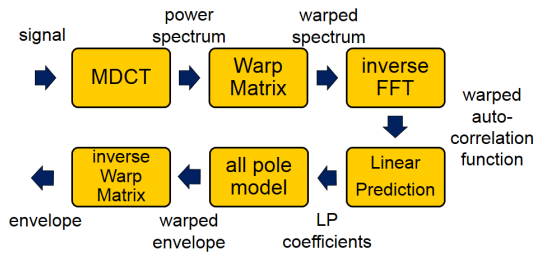 signal
power
spectrum
warped
spectrum
MDCT
Warp
Matrix
inverse
FFT
warped
auto-
correlation
function
inverse
Warp
Matrix
all pole
model
Linear
Prediction
envelope
warped
envelope
LP
coefficients